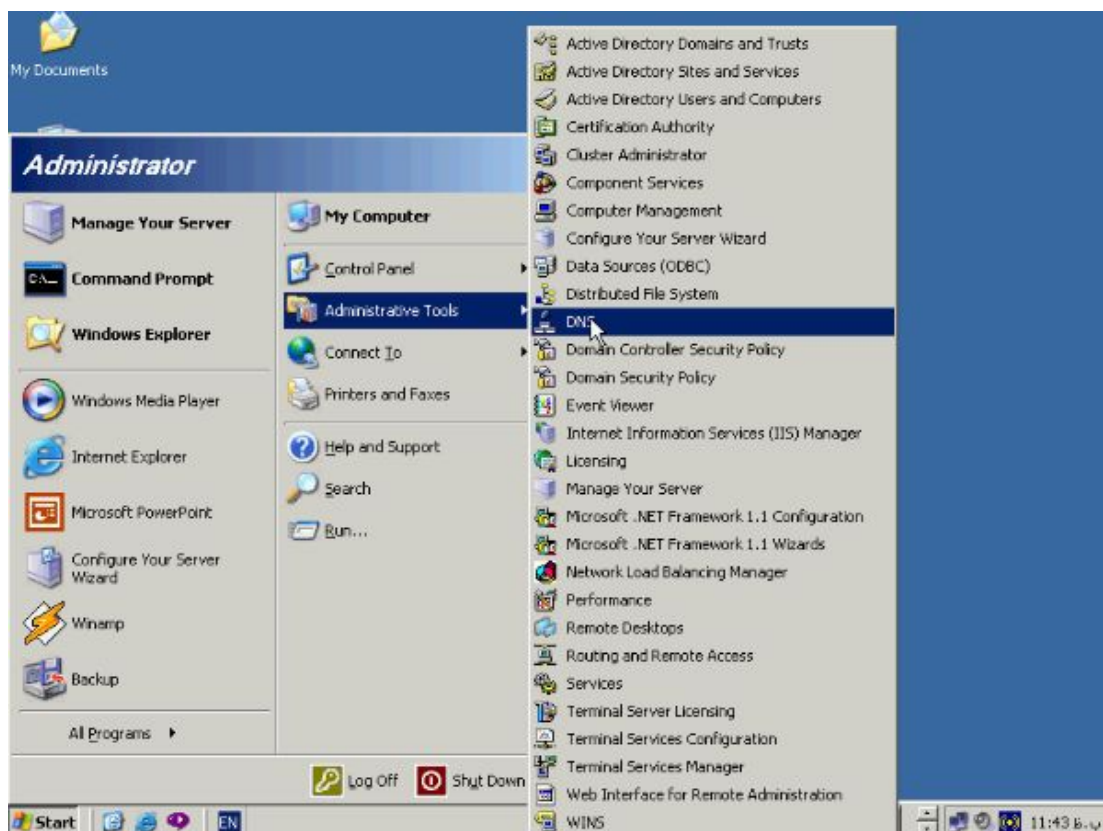 My Documents
Administrator
Manage Your Server
Command Prompt
Windows Explorer
Windows Media Player
Internet Explorer
Microsoft PowerPoint
Configure Your Server
Wizard
Winamp
Backup
All Programs
My Computer
Control Panel
Administrative Tools
Connect To
Printers and Faxes
Help and Support
Search
Run...
Log Off
Shut Down
Active Directory Domains and Trusts
Active Directory Sites and Services
Active Directory Users and Computers
Certification Authority
Cluster Administrator
Component Services
Computer Management
Configure Your Server Wizard
Data Sources (ODBC)
Distributed File System
DNS
Domain Controller Security Policy
Domain Security Policy
Event Viewer
Internet Information Services (IIS) Manager
Licensing
Manage Your Server
Microsoft .NET Framework 1.1 Configuration
Microsoft .NET Framework 1.1 Wizards
Network Load Balancing Manager
Performance
Remote Desktops
Routing and Remote Access
Services
Terminal Server Licensing
Terminal Services Configuration
Terminal Services Manager
Web Interface for Remote Administration
WINS
Start
EN
11:43